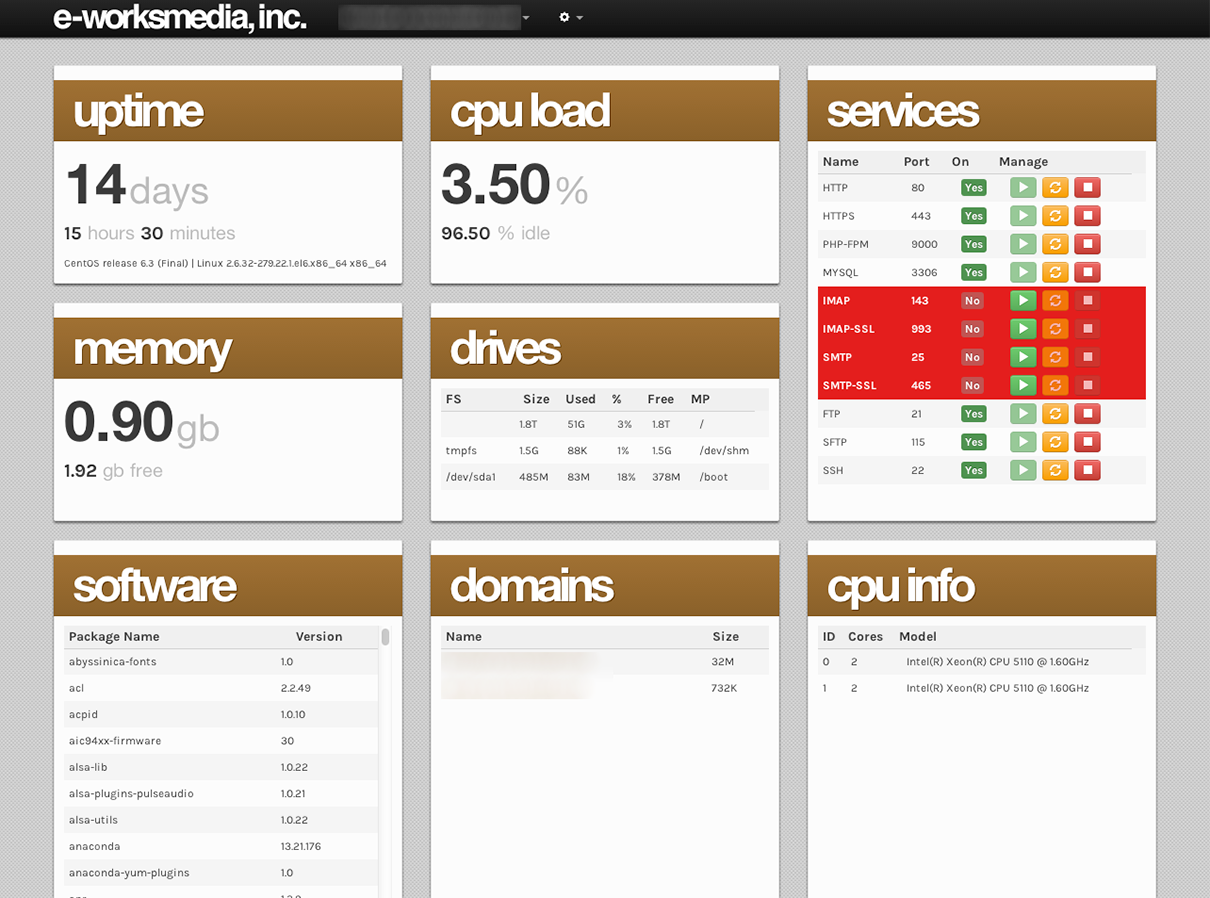 e-worksmedia, inc.
uptime
14 days
15 hours 30 minutes
CentOS release 6.3 (Final) | Linux 2.6.32-279.22.1.el6.x86_64 x86_64
cpu load
3.50 %
96.50 % idle
services
Name Port On Manage
HTTP 80 Yes
HTTPS 443 Yes
PHP-FPM 9000 Yes
MYSQL 3306 Yes
IMAP 143 No
IMAP-SSL 993 No
SMTP 25 No
SMTP-SSL 465 No
FTP 21 Yes
SFTP 115 Yes
SSH 22 Yes
memory
0.90 gb
1.92 gb free
drives
FS Size Used % Free MP
1.8T 51G 3% 1.8T /
tmpfs 1.5G 88K 1% 1.5G /dev/shm
/dev/sda1 485M 83M 18% 378M /boot
software
Package Name Version
abyssinica-fonts 1.0
acl 2.2.49
acpid 1.0.10
aic94xx-firmware 30
alsa-lib 1.0.22
alsa-plugins-pulseaudio 1.0.21
alsa-utils 1.0.22
anaconda 13.21.176
anaconda-yum-plugins 1.0
domains
Name Size
32M
732K
cpu info
ID Cores Model
0 2 Intel(R) Xeon(R) CPU 5110 @ 1.60GHz
1 2 Intel(R) Xeon(R) CPU 5110 @ 1.60GHz